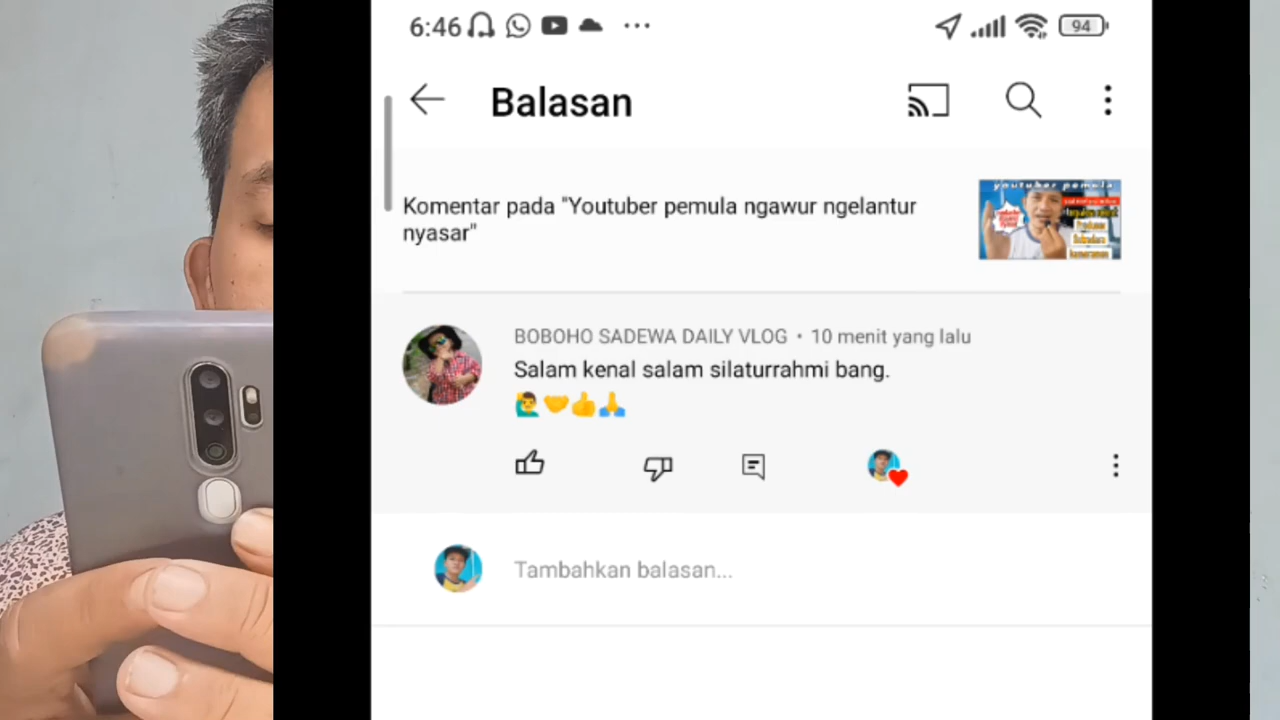 6:46
94
Balasan
Komentar pada "Youtuber pemula ngawur ngelantur
nyasar"
youtuber pemula
BOBOHO SADEWA DAILY VLOG • 10 menit yang lalu
Salam kenal salam silaturrahmi bang.
🙋‍♂️🤝👍🙏
Tambahkan balasan...